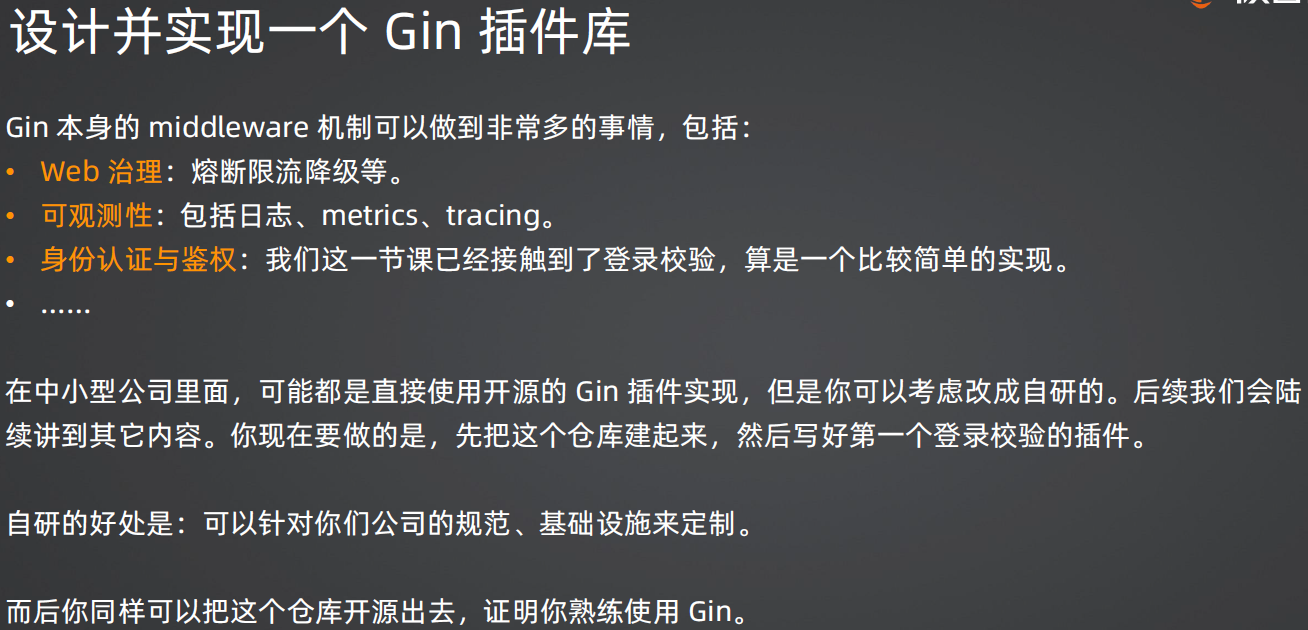 设计并实现一个 Gin 插件库
Gin 本身的 middleware 机制可以做到非常多的事情，包括：
• Web 治理：熔断限流降级等。
• 可观测性：包括日志、metrics、tracing。
• 身份认证与鉴权：我们这一节课已经接触到了登录校验，算是一个比较简单的实现。
• ……
在中小型公司里面，可能都是直接使用开源的 Gin 插件实现，但是你可以考虑改成自研的。后续我们会陆
续讲到其它内容。你现在要做的是，先把这个仓库建起来，然后写好第一个登录校验的插件。
自研的好处是：可以针对你们公司的规范、基础设施来定制。
而后你同样可以把这个仓库开源出去，证明你熟练使用 Gin。